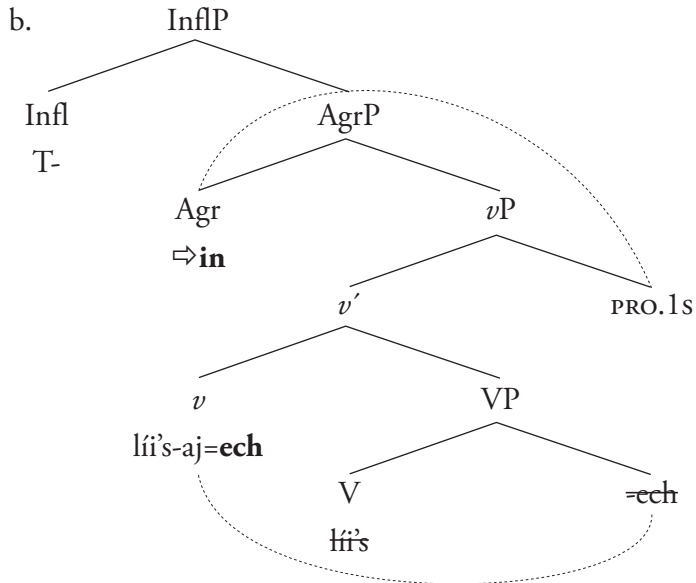 b.
InflP
Infl AgrP
T-
Agr vP
⇨in
v′ PRO.1S
v VP
líi's-aj=ech
V -ech
líi's